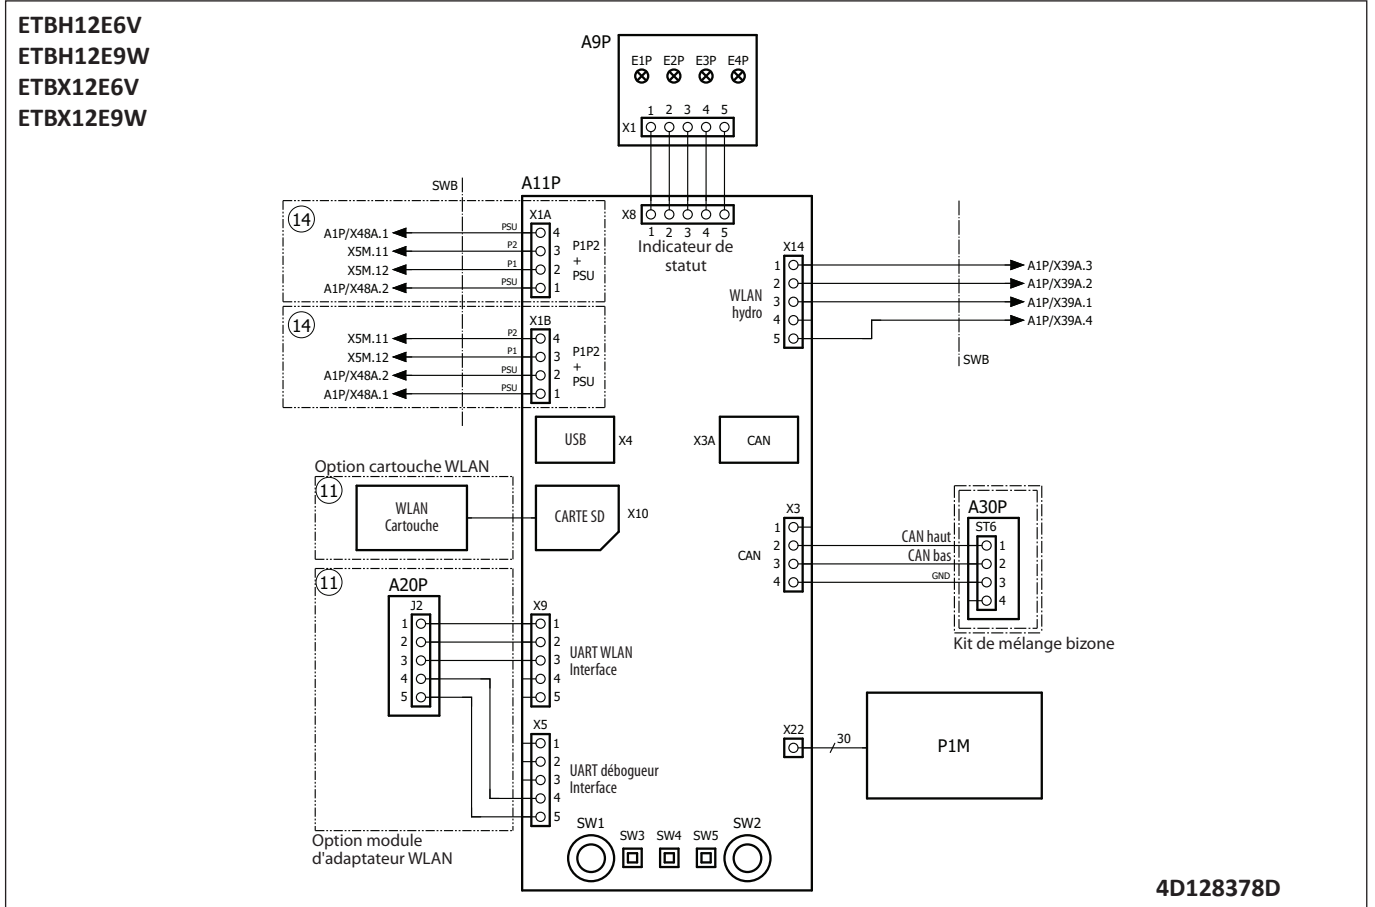 ETBH12E6V
ETBH12E9W
ETBX12E6V
ETBX12E9W
A9P
E1P E2P E3P E4P
1 2 3 4 5
X1
SWB
A11P
14
X1A
A1P/X48A.1 PSU 4
X5M.11 P2 3
X5M.12 P1 2
A1P/X48A.2 PSU 1
P1P2
+
PSU
X8
1 2 3 4 5
Indicateur de
statut
X14
1 A1P/X39A.3
2 A1P/X39A.2
3 A1P/X39A.1
4 A1P/X39A.4
5
WLAN
hydro
SWB
14
X1B
X5M.11 P2 4
X5M.12 P1 3
A1P/X48A.2 PSU 2
A1P/X48A.1 PSU 1
P1P2
+
PSU
USB X4
X3A CAN
Option cartouche WLAN
11
WLAN
Cartouche
CARTE SD X10
X3
1
2
3
4
CAN
CAN haut
CAN bas
GND
A30P
ST6
1
2
3
4
Kit de mélange bizone
11
A20P
J2
1
2
3
4
5
X9
1
2
3
4
5
UART WLAN
Interface
X5
1
2
3
4
5
UART débogueur
Interface
Option module
d'adaptateur WLAN
X22
30
P1M
SW1 SW3 SW4 SW5 SW2
4D128378D